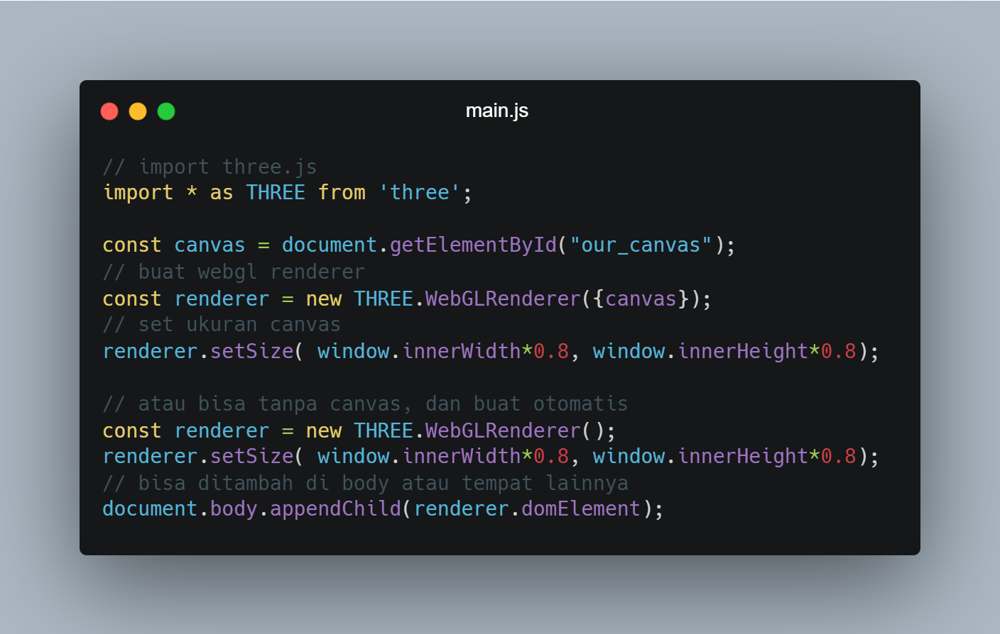 main.js
// import three.js
import * as THREE from 'three';
const canvas = document.getElementById("our_canvas");
// buat webgl renderer
const renderer = new THREE.WebGLRenderer({canvas});
// set ukuran canvas
renderer.setSize( window.innerWidth*0.8, window.innerHeight*0.8);
// atau bisa tanpa canvas, dan buat otomatis
const renderer = new THREE.WebGLRenderer();
renderer.setSize( window.innerWidth*0.8, window.innerHeight*0.8);
// bisa ditambah di body atau tempat lainnya
document.body.appendChild(renderer.domElement);